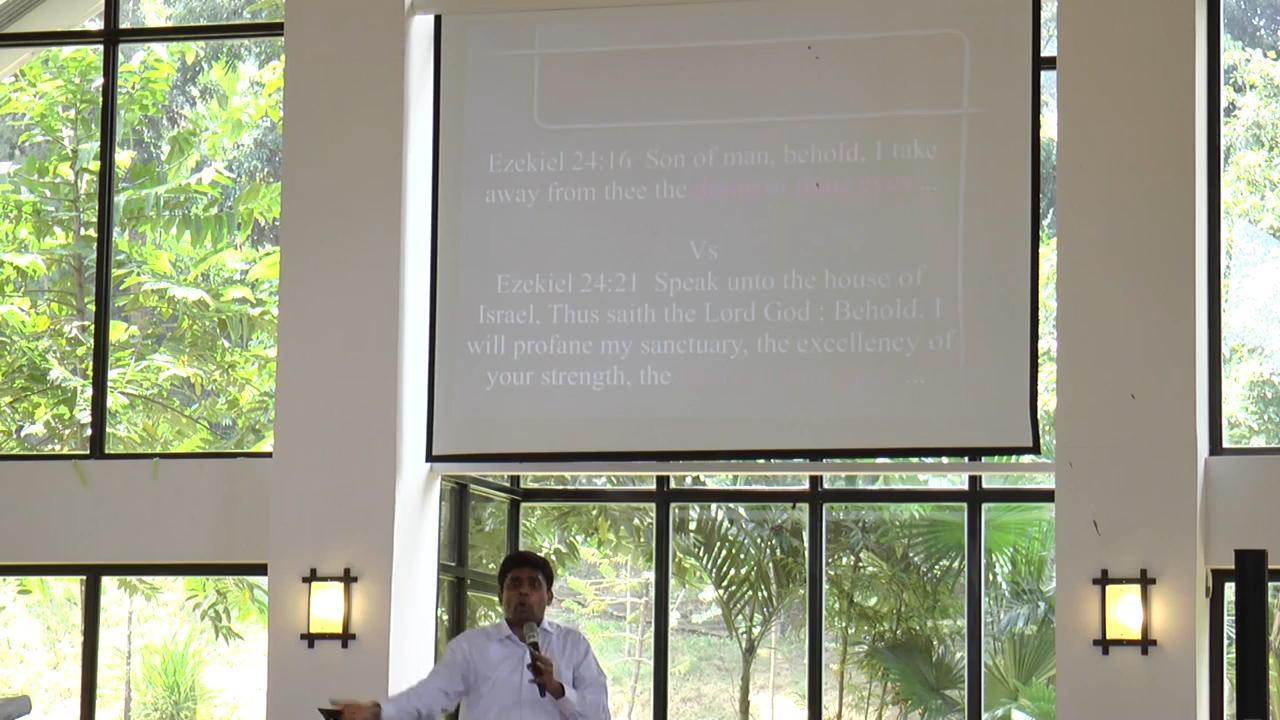 Ezekiel 24:16 Son of man, behold, I take
away from thee the ...
Vs
Ezekiel 24:21 Speak unto the house of
Israel, Thus saith the Lord God ; Behold, I
will profane my sanctuary, the excellency of
your strength, the ...